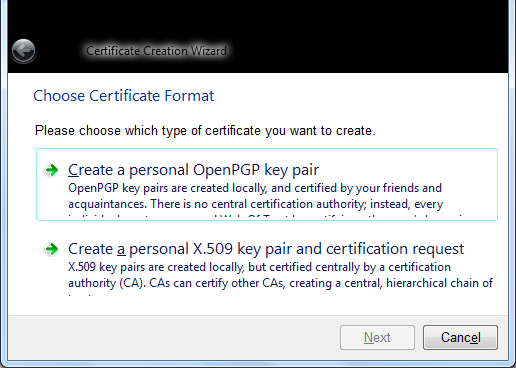 Certificate Creation Wizard
Choose Certificate Format
Please choose which type of certificate you want to create.
Create a personal OpenPGP key pair
OpenPGP key pairs are created locally, and certified by your friends and
acquaintances. There is no central certification authority; instead, every
Create a personal X.509 key pair and certification request
X.509 key pairs are created locally, but certified centrally by a certification
authority (CA). CAs can certify other CAs, creating a central, hierarchical chain of
Next
Cancel